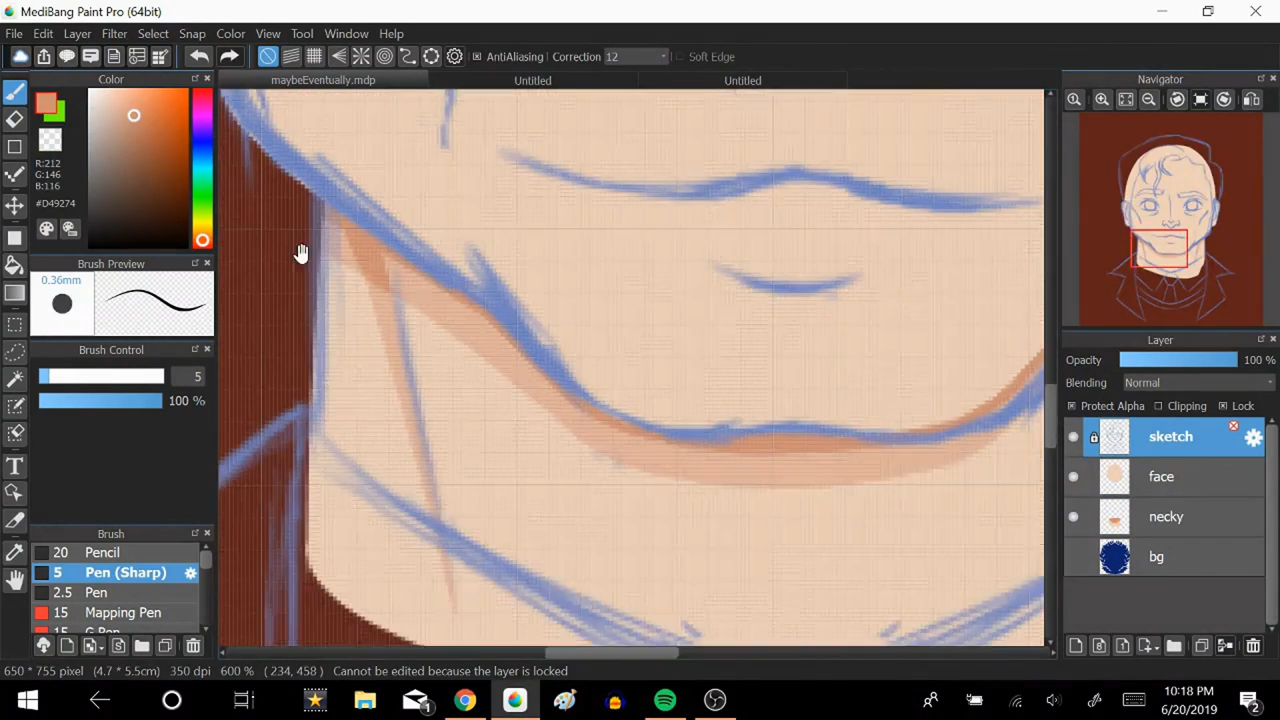 MediBang Paint Pro (64bit)
File Edit Layer Filter Select Snap Color View Tool Window Help
AntiAliasing Correction 12 Soft Edge
Color
maybeEventually.mdp Untitled Untitled
Navigator
R:212
G:146
B:116
#D49274
Brush Preview
0.36mm
Brush Control
5
100 %
Layer
Opacity 100 %
Blending Normal
Protect Alpha Clipping Lock
sketch
face
necky
bg
Brush
20 Pencil
5 Pen (Sharp)
2.5 Pen
15 Mapping Pen
15 G Pen
650 * 755 pixel (4.7 * 5.5cm) 350 dpi 600 % ( 234, 458 ) Cannot be edited because the layer is locked
1
10:18 PM
6/20/2019
2